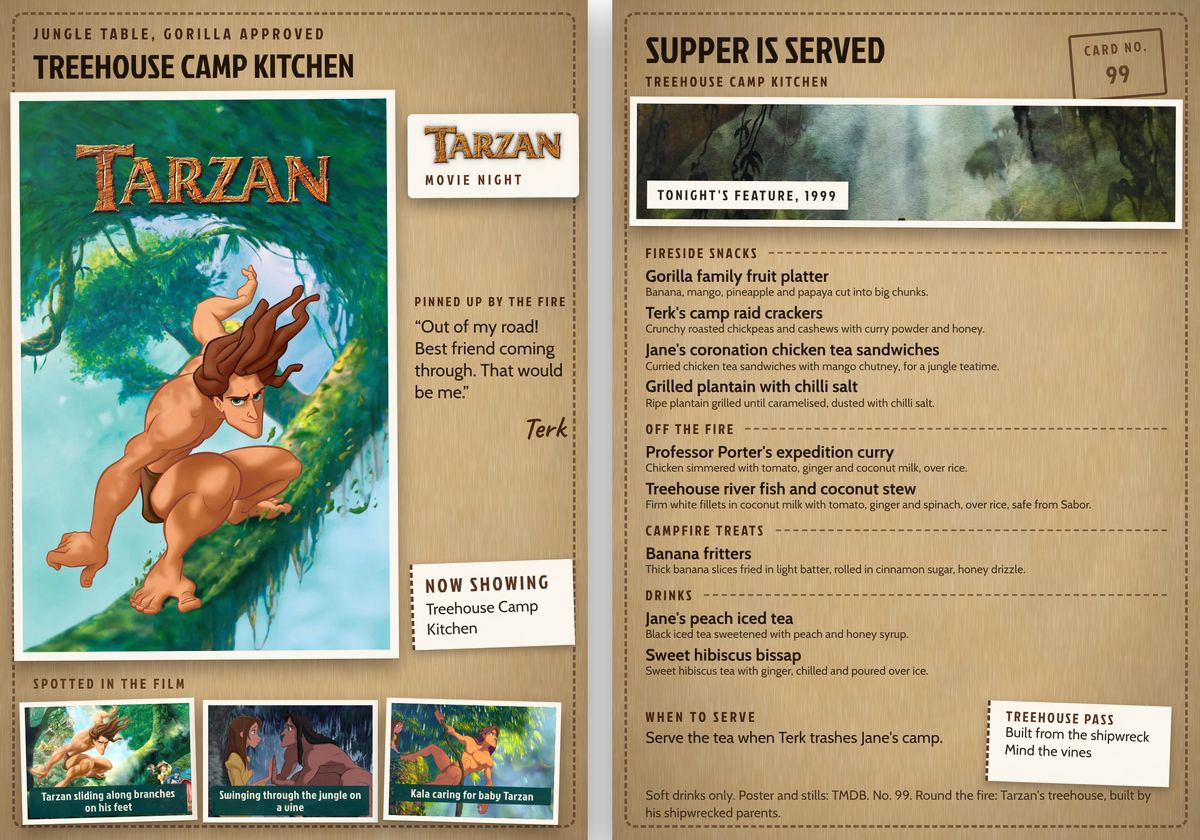 JUNGLE TABLE, GORILLA APPROVED
TREEHOUSE CAMP KITCHEN
TARZAN
TARZAN
MOVIE NIGHT
PINNED UP BY THE FIRE
“Out of my road!
Best friend coming
through. That would
be me.”
Terk
NOW SHOWING
Treehouse Camp
Kitchen
SPOTTED IN THE FILM
Tarzan sliding along branches
on his feet
Swinging through the jungle on
a vine
Kala caring for baby Tarzan
SUPPER IS SERVED
TREEHOUSE CAMP KITCHEN
CARD NO.
99
TONIGHT'S FEATURE, 1999
FIRESIDE SNACKS
Gorilla family fruit platter
Banana, mango, pineapple and papaya cut into big chunks.
Terk's camp raid crackers
Crunchy roasted chickpeas and cashews with curry powder and honey.
Jane's coronation chicken tea sandwiches
Curried chicken tea sandwiches with mango chutney, for a jungle teatime.
Grilled plantain with chilli salt
Ripe plantain grilled until caramelised, dusted with chilli salt.
OFF THE FIRE
Professor Porter's expedition curry
Chicken simmered with tomato, ginger and coconut milk, over rice.
Treehouse river fish and coconut stew
Firm white fillets in coconut milk with tomato, ginger and spinach, over rice, safe from Sabor.
CAMPFIRE TREATS
Banana fritters
Thick banana slices fried in light batter, rolled in cinnamon sugar, honey drizzle.
DRINKS
Jane's peach iced tea
Black iced tea sweetened with peach and honey syrup.
Sweet hibiscus bissap
Sweet hibiscus tea with ginger, chilled and poured over ice.
WHEN TO SERVE
Serve the tea when Terk trashes Jane's camp.
TREEHOUSE PASS
Built from the shipwreck
Mind the vines
Soft drinks only. Poster and stills: TMDB. No. 99. Round the fire: Tarzan's treehouse, built by
his shipwrecked parents.